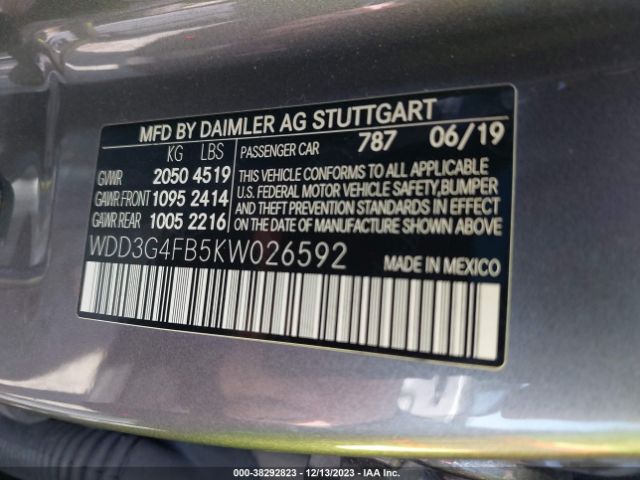 MFD BY DAIMLER AG STUTTGART
KG LBS PASSENGER CAR 787 06/19
GVWR 2050 4519
GAWR FRONT 1095 2414
GAWR REAR 1005 2216
THIS VEHICLE CONFORMS TO ALL APPLICABLE
U.S. FEDERAL MOTOR VEHICLE SAFETY,BUMPER
AND THEFT PREVENTION STANDARDS IN EFFECT
ON THE DATE OF MANUFACTURE SHOWN ABOVE.
WDD3G4FB5KW026592 MADE IN MEXICO
000-38292823 - 12/13/2023 - IAA Inc.